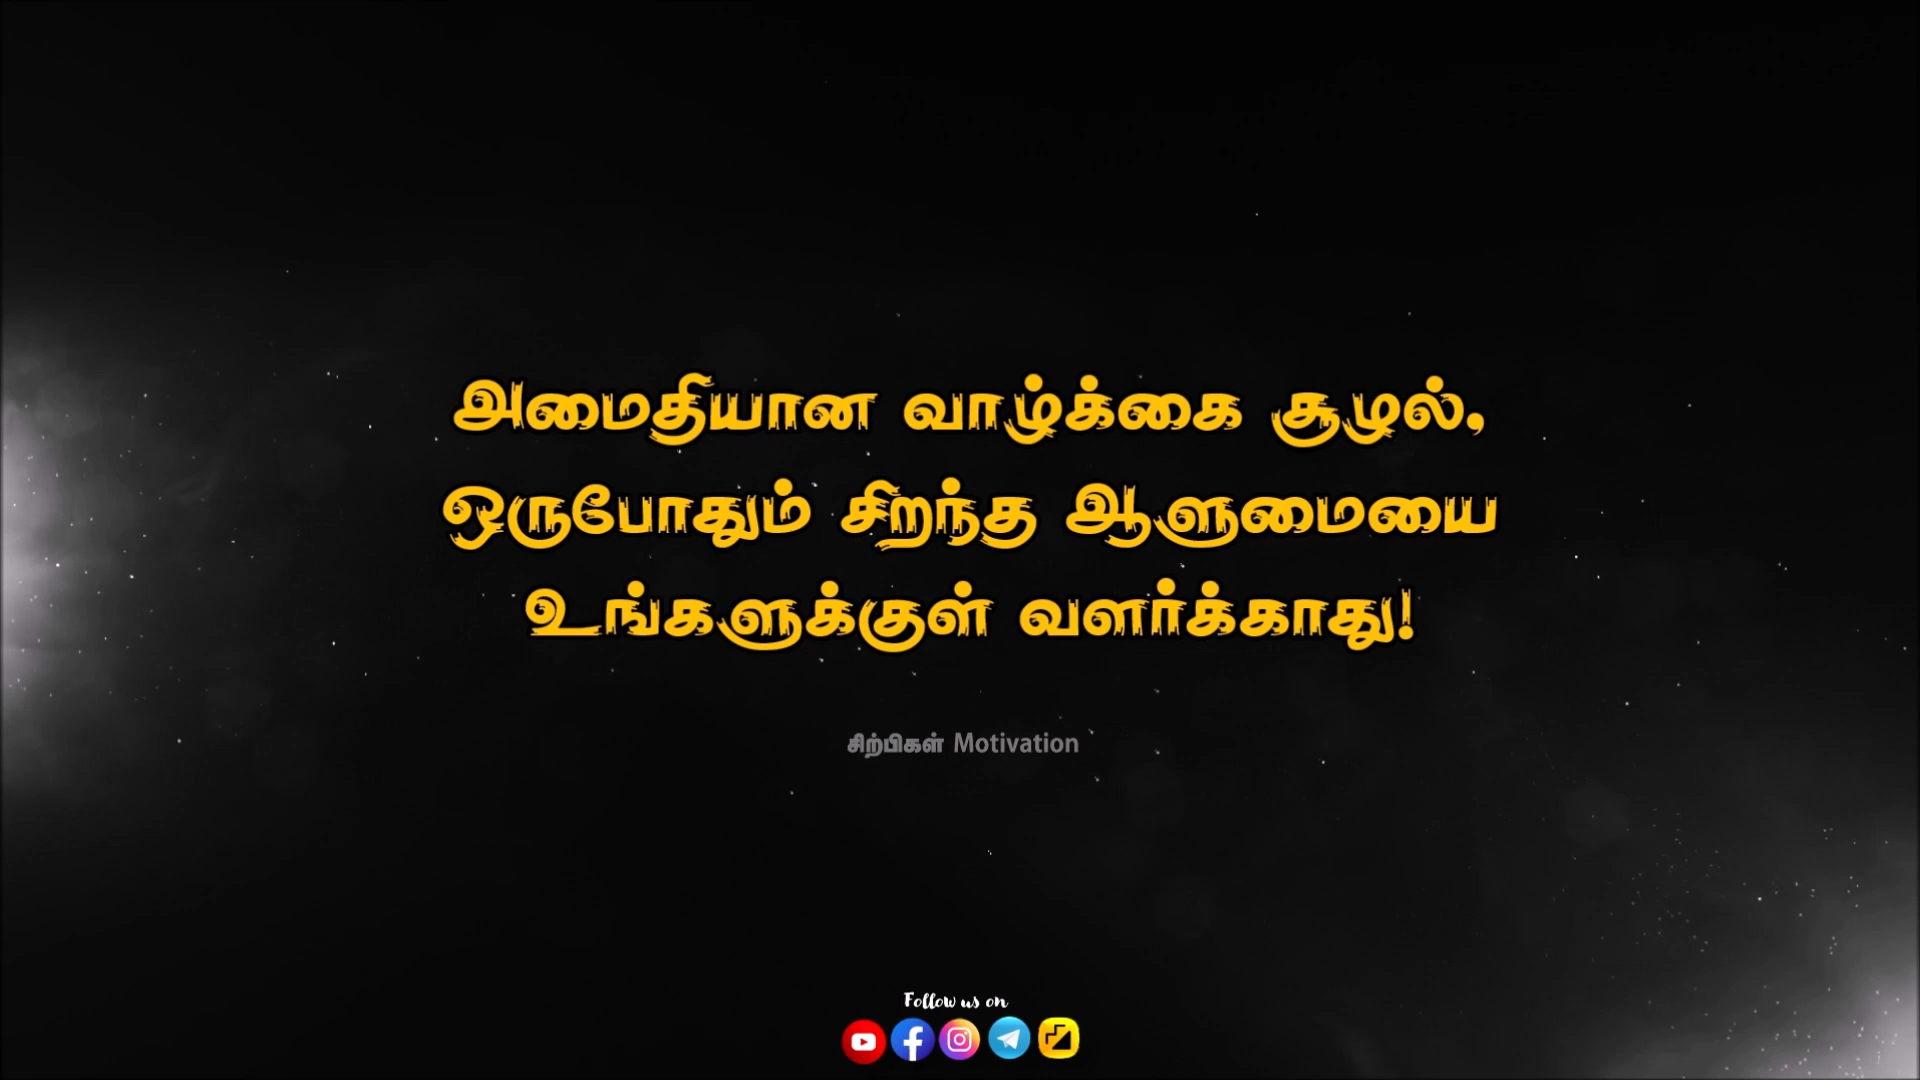 அமைதியான வாழ்க்கை சூழல்,
ஒருபோதும் சிறந்த ஆளுமையை
உங்களுக்குள் வளர்க்காது!
சிற்பிகள் Motivation
Follow us on